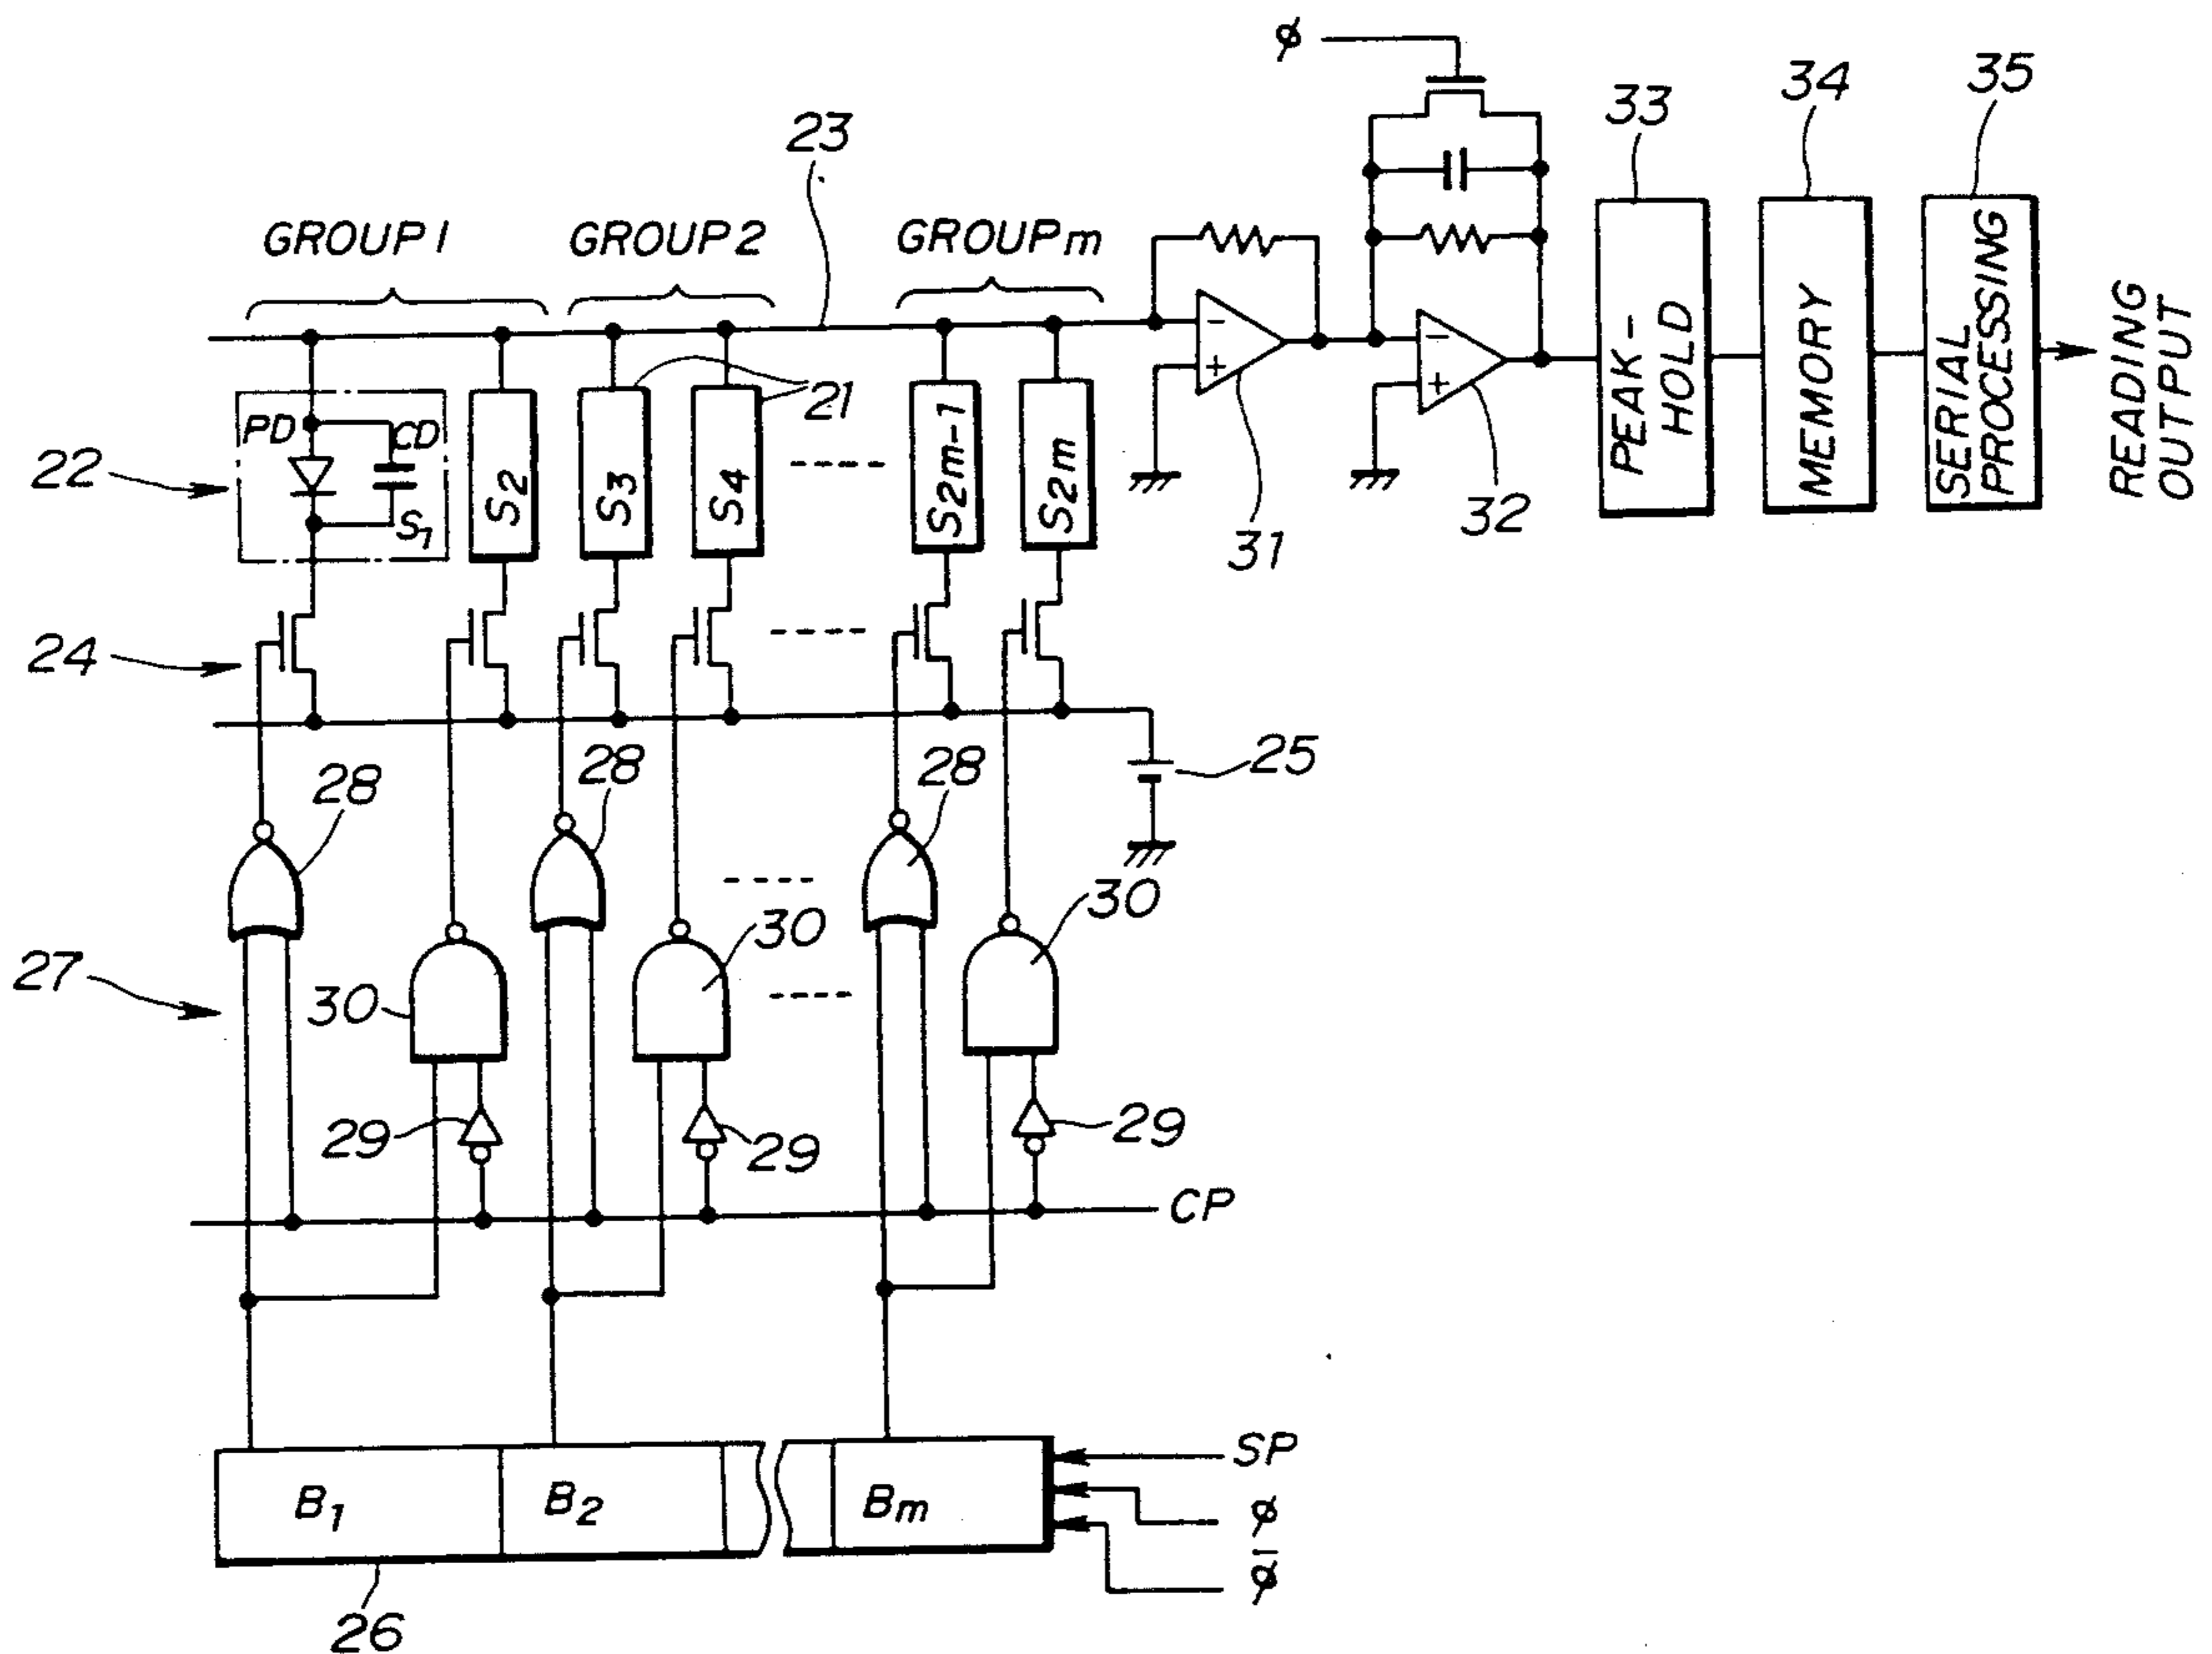 φ
33
34
35
23
GROUP 1
GROUP 2
GROUP m
PEAK-
HOLD
MEMORY
SERIAL
PROCESSING
READING
OUTPUT
-
+
31
-
+
32
22
PD
CD
S1
S2
S3
S4
21
-----
S2m-1
S2m
24
-----
25
28
28
28
-----
27
30
30
30
-----
29
29
29
CP
B1
B2
Bm
SP
φ
φ̅
26